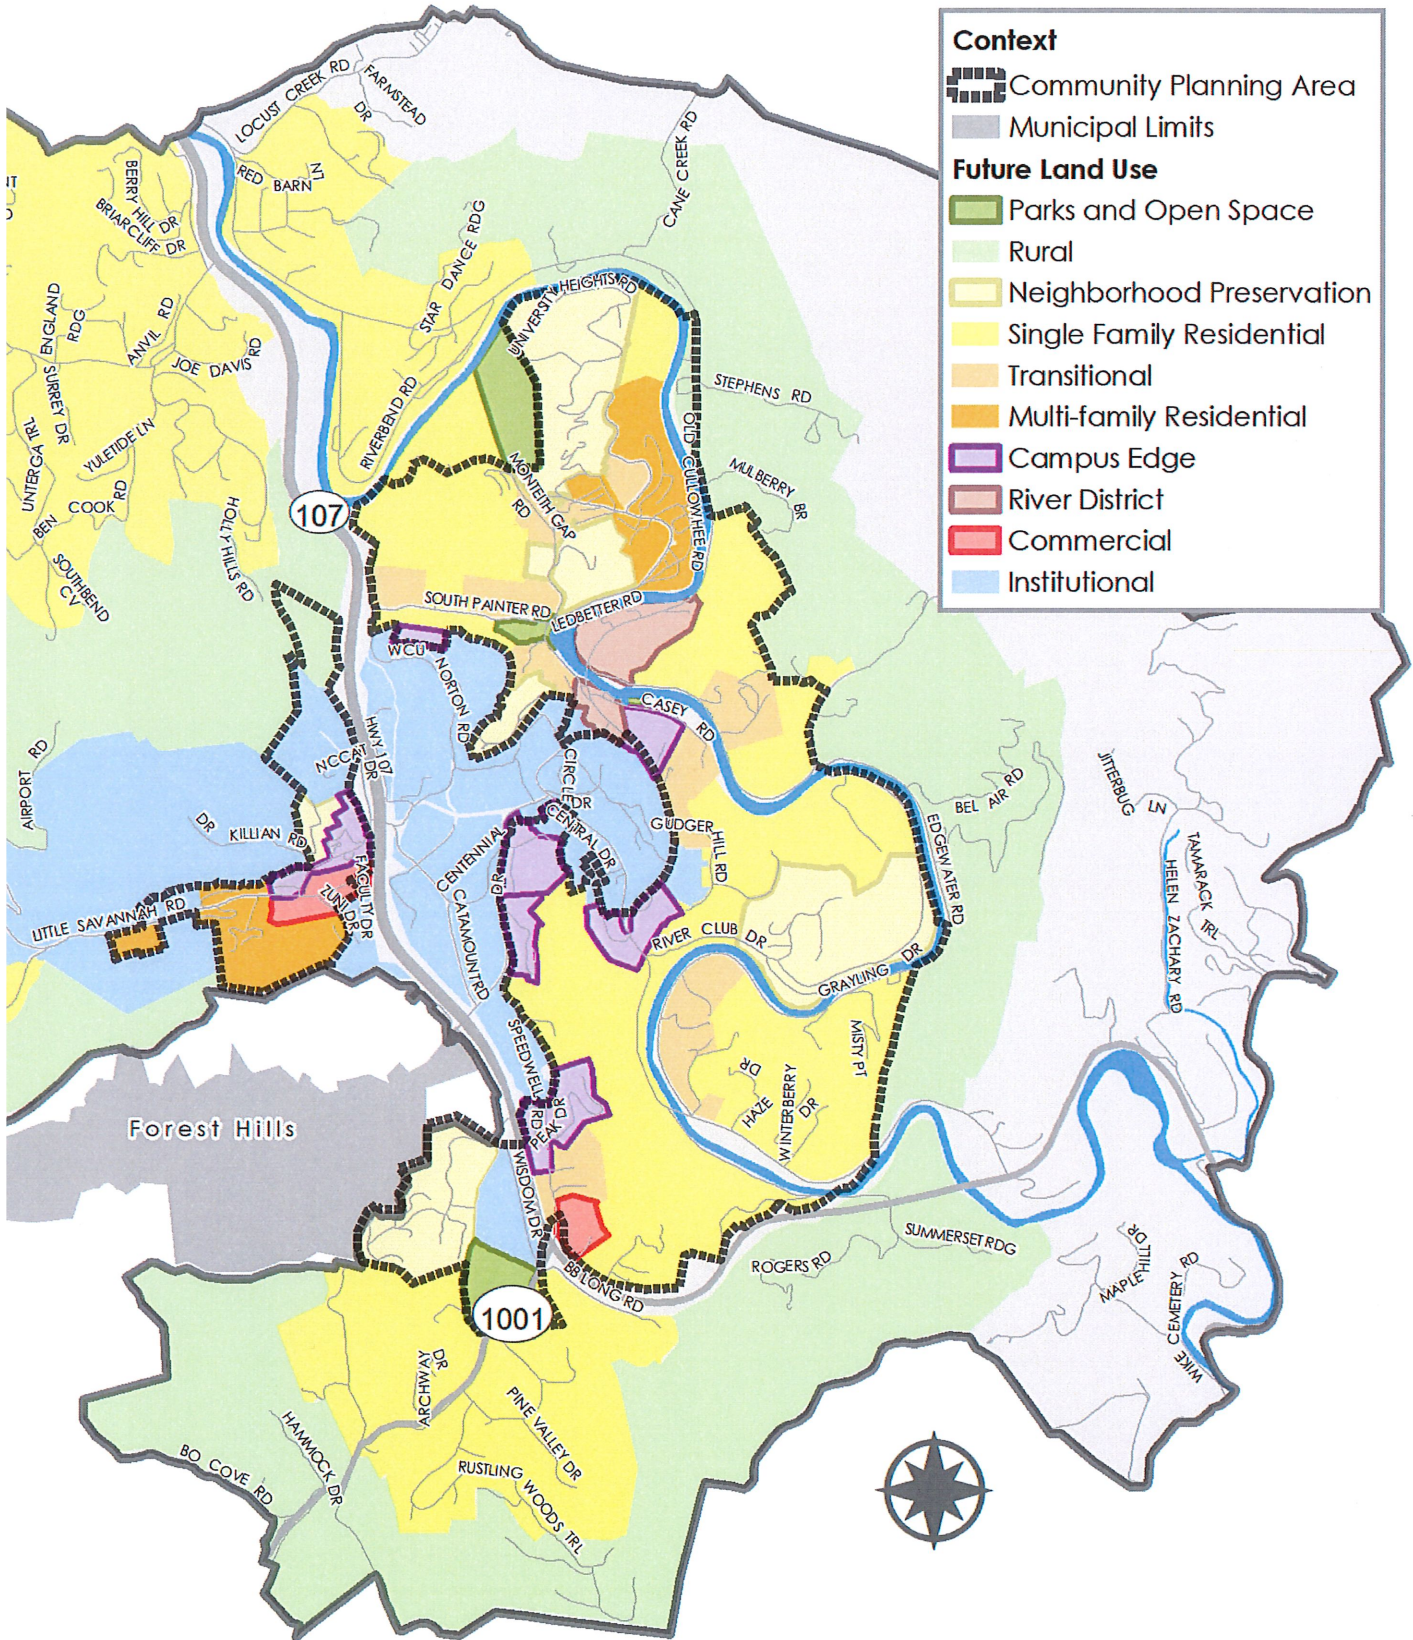 Context
Community Planning Area
Municipal Limits
Future Land Use
Parks and Open Space
Rural
Neighborhood Preservation
Single Family Residential
Transitional
Multi-family Residential
Campus Edge
River District
Commercial
Institutional
LOCUST CREEK RD
FARMSTEAD
DR
RED BARN LN
BERRY HILL DR
BRIARCLIFF DR
CANE CREEK RD
STAR DANCE RDG
UNIVERSITY HEIGHTS RD
SURREY DR
ENGLAND
RDG
ANVIL RD
JOE DAVIS RD
RIVERBEND RD
STEPHENS RD
UNTERGA TRL
YULETIDE LN
OLD CULLOWHEE RD
MONTEITH GAP
RD
MULBERRY
BR
BEN COOK RD
HOLLY HILLS RD
107
SOUTHBEND
CV
SOUTH PAINTER RD
LEDBETTER RD
WCU
NORTON RD
CASEY RD
AIRPORT RD
NCCAT
DR
HWY 107
CIRCLE DR
JITTERBUG LN
BEL AIR RD
KILLIAN RD
DR
CENTENNIAL
DR
CENTRAL DR
GUDGER
HILL RD
EDGEWATER RD
TAMARACK TRL
HELEN ZACHARY RD
FACULTY DR
ZUNI DR
LITTLE SAVANNAH RD
CATAMOUNT RD
RIVER CLUB DR
GRAYLING DR
MISTY PT
SPEEDWELL RD
PEAK DR
HAZE
DR
WINTERBERRY
DR
Forest Hills
WISDOM DR
SUMMERSET RDG
ROGERS RD
BB LONG RD
MAPLE HILL DR
WIKE
CEMETERY RD
1001
ARCHWAY
DR
PINE VALLEY DR
HAMMOCK DR
BO COVE RD
RUSTLING WOODS TRL